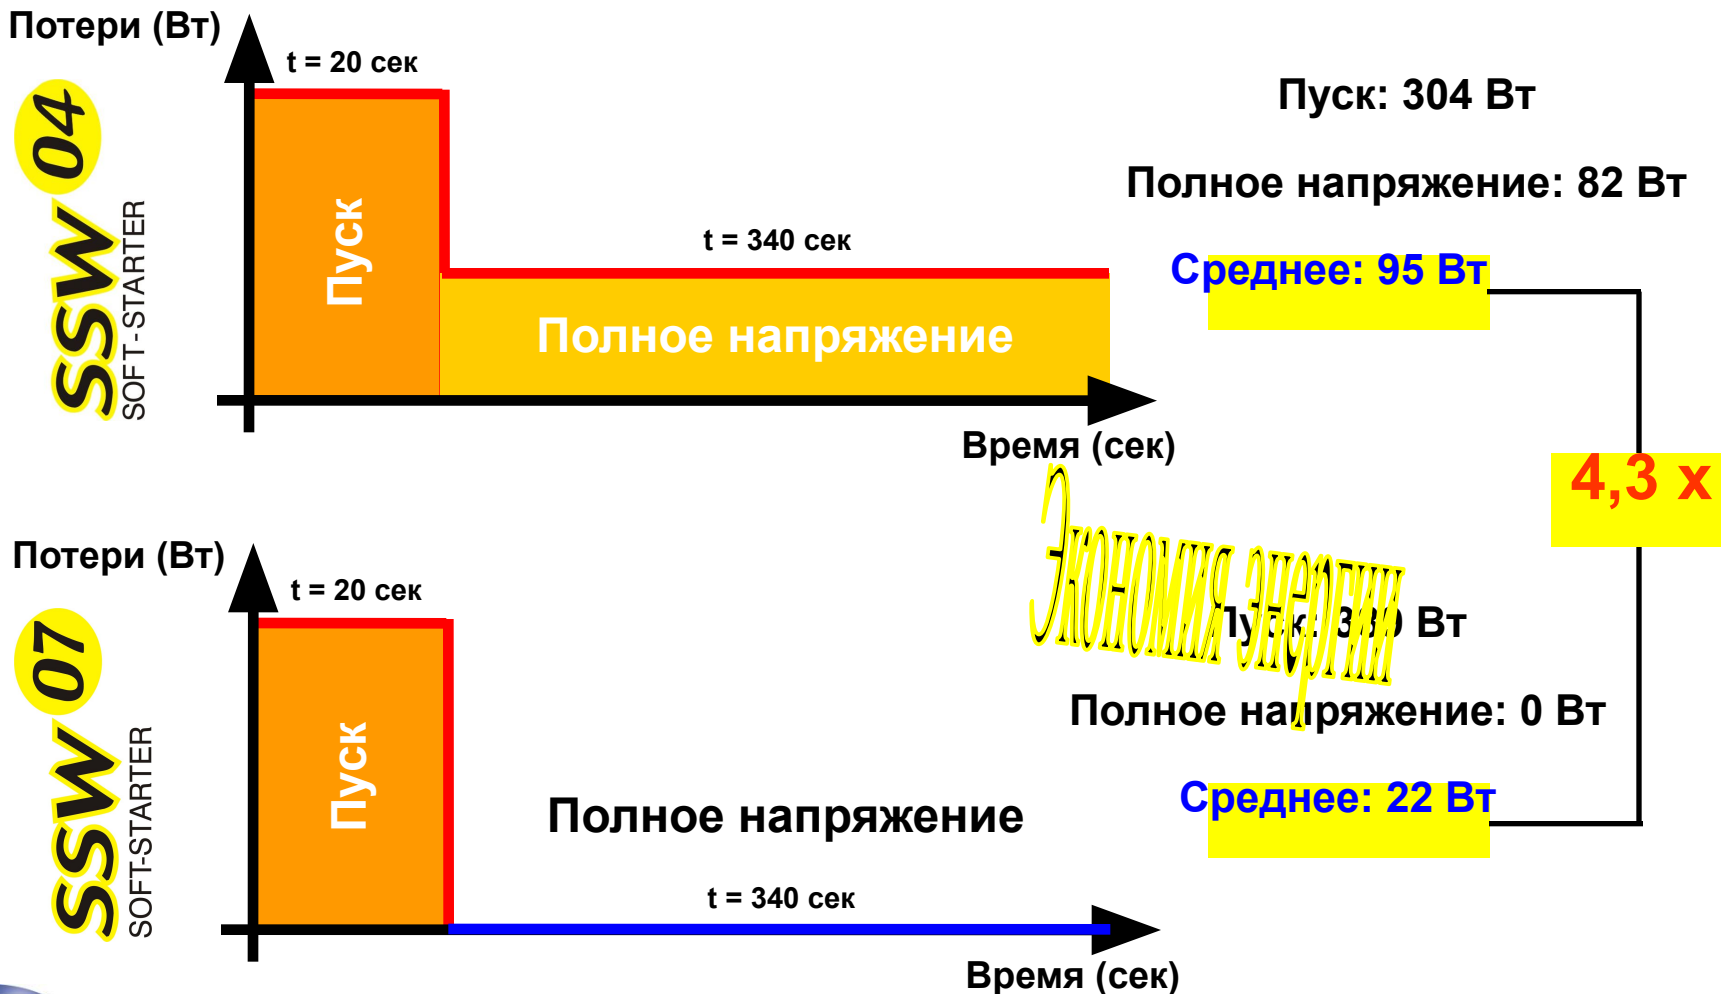 Потери (Вт)
t = 20 сек
SSW 04
SOFT-STARTER
Пуск
t = 340 сек
Полное напряжение
Время (сек)
Пуск: 304 Вт
Полное напряжение: 82 Вт
Среднее: 95 Вт
4,3 x
Экономия энергии
Потери (Вт)
t = 20 сек
SSW 07
SOFT-STARTER
Пуск
Полное напряжение
t = 340 сек
Время (сек)
Пуск: Вт
Полное напряжение: 0 Вт
Среднее: 22 Вт